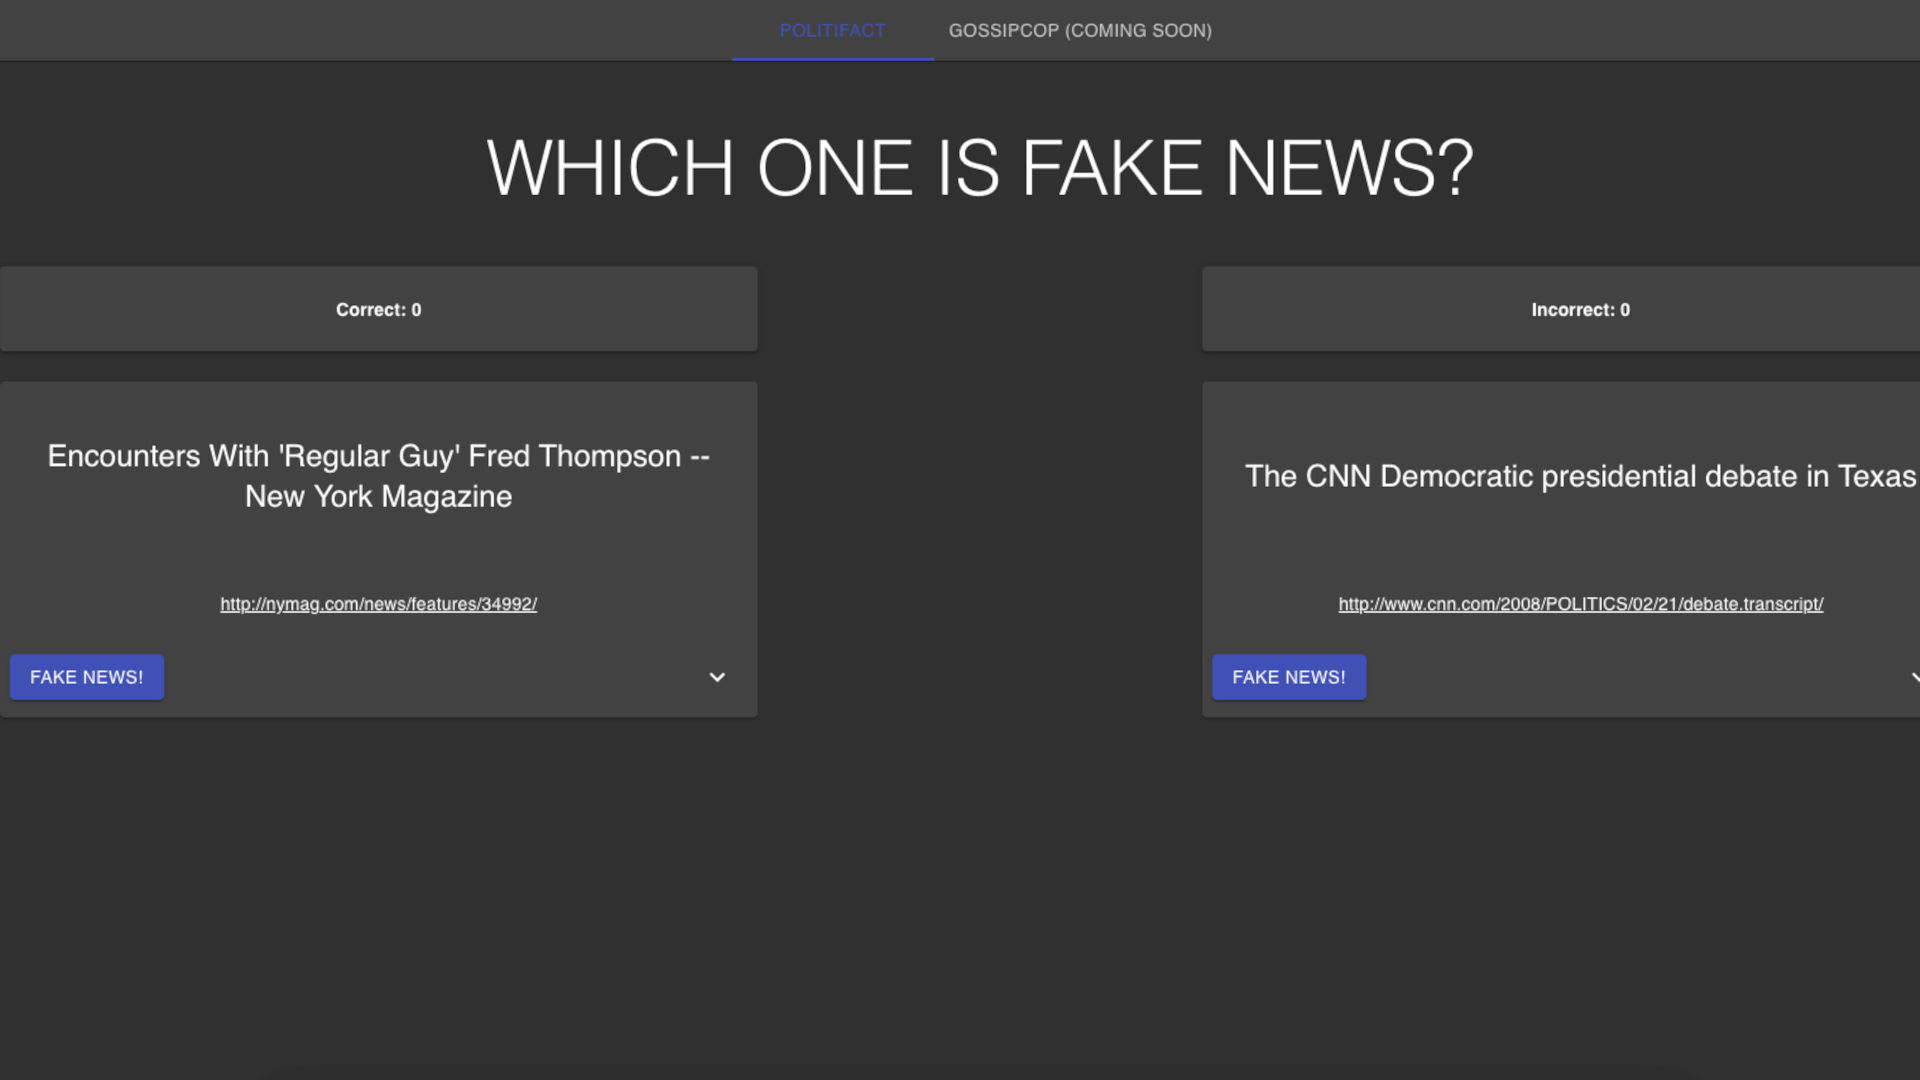 POLITIFACT GOSSIPCOP (COMING SOON)
WHICH ONE IS FAKE NEWS?
Correct: 0
Incorrect: 0
Encounters With 'Regular Guy' Fred Thompson --
New York Magazine
http://nymag.com/news/features/34992/
FAKE NEWS!
The CNN Democratic presidential debate in Texas
http://www.cnn.com/2008/POLITICS/02/21/debate.transcript/
FAKE NEWS!